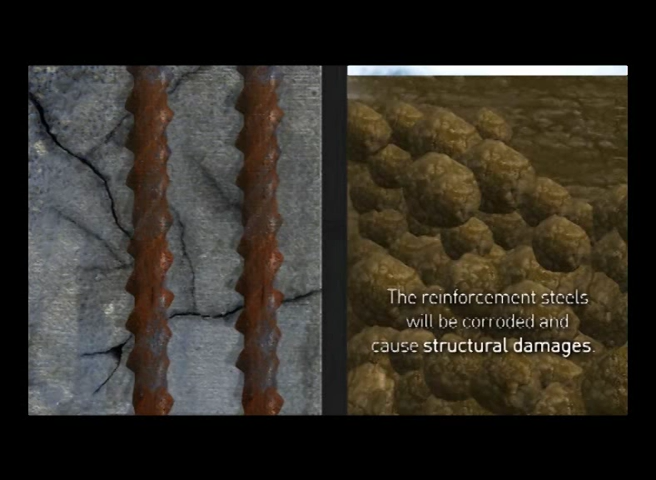 The reinforcement steels
will be corroded and
cause structural damages.